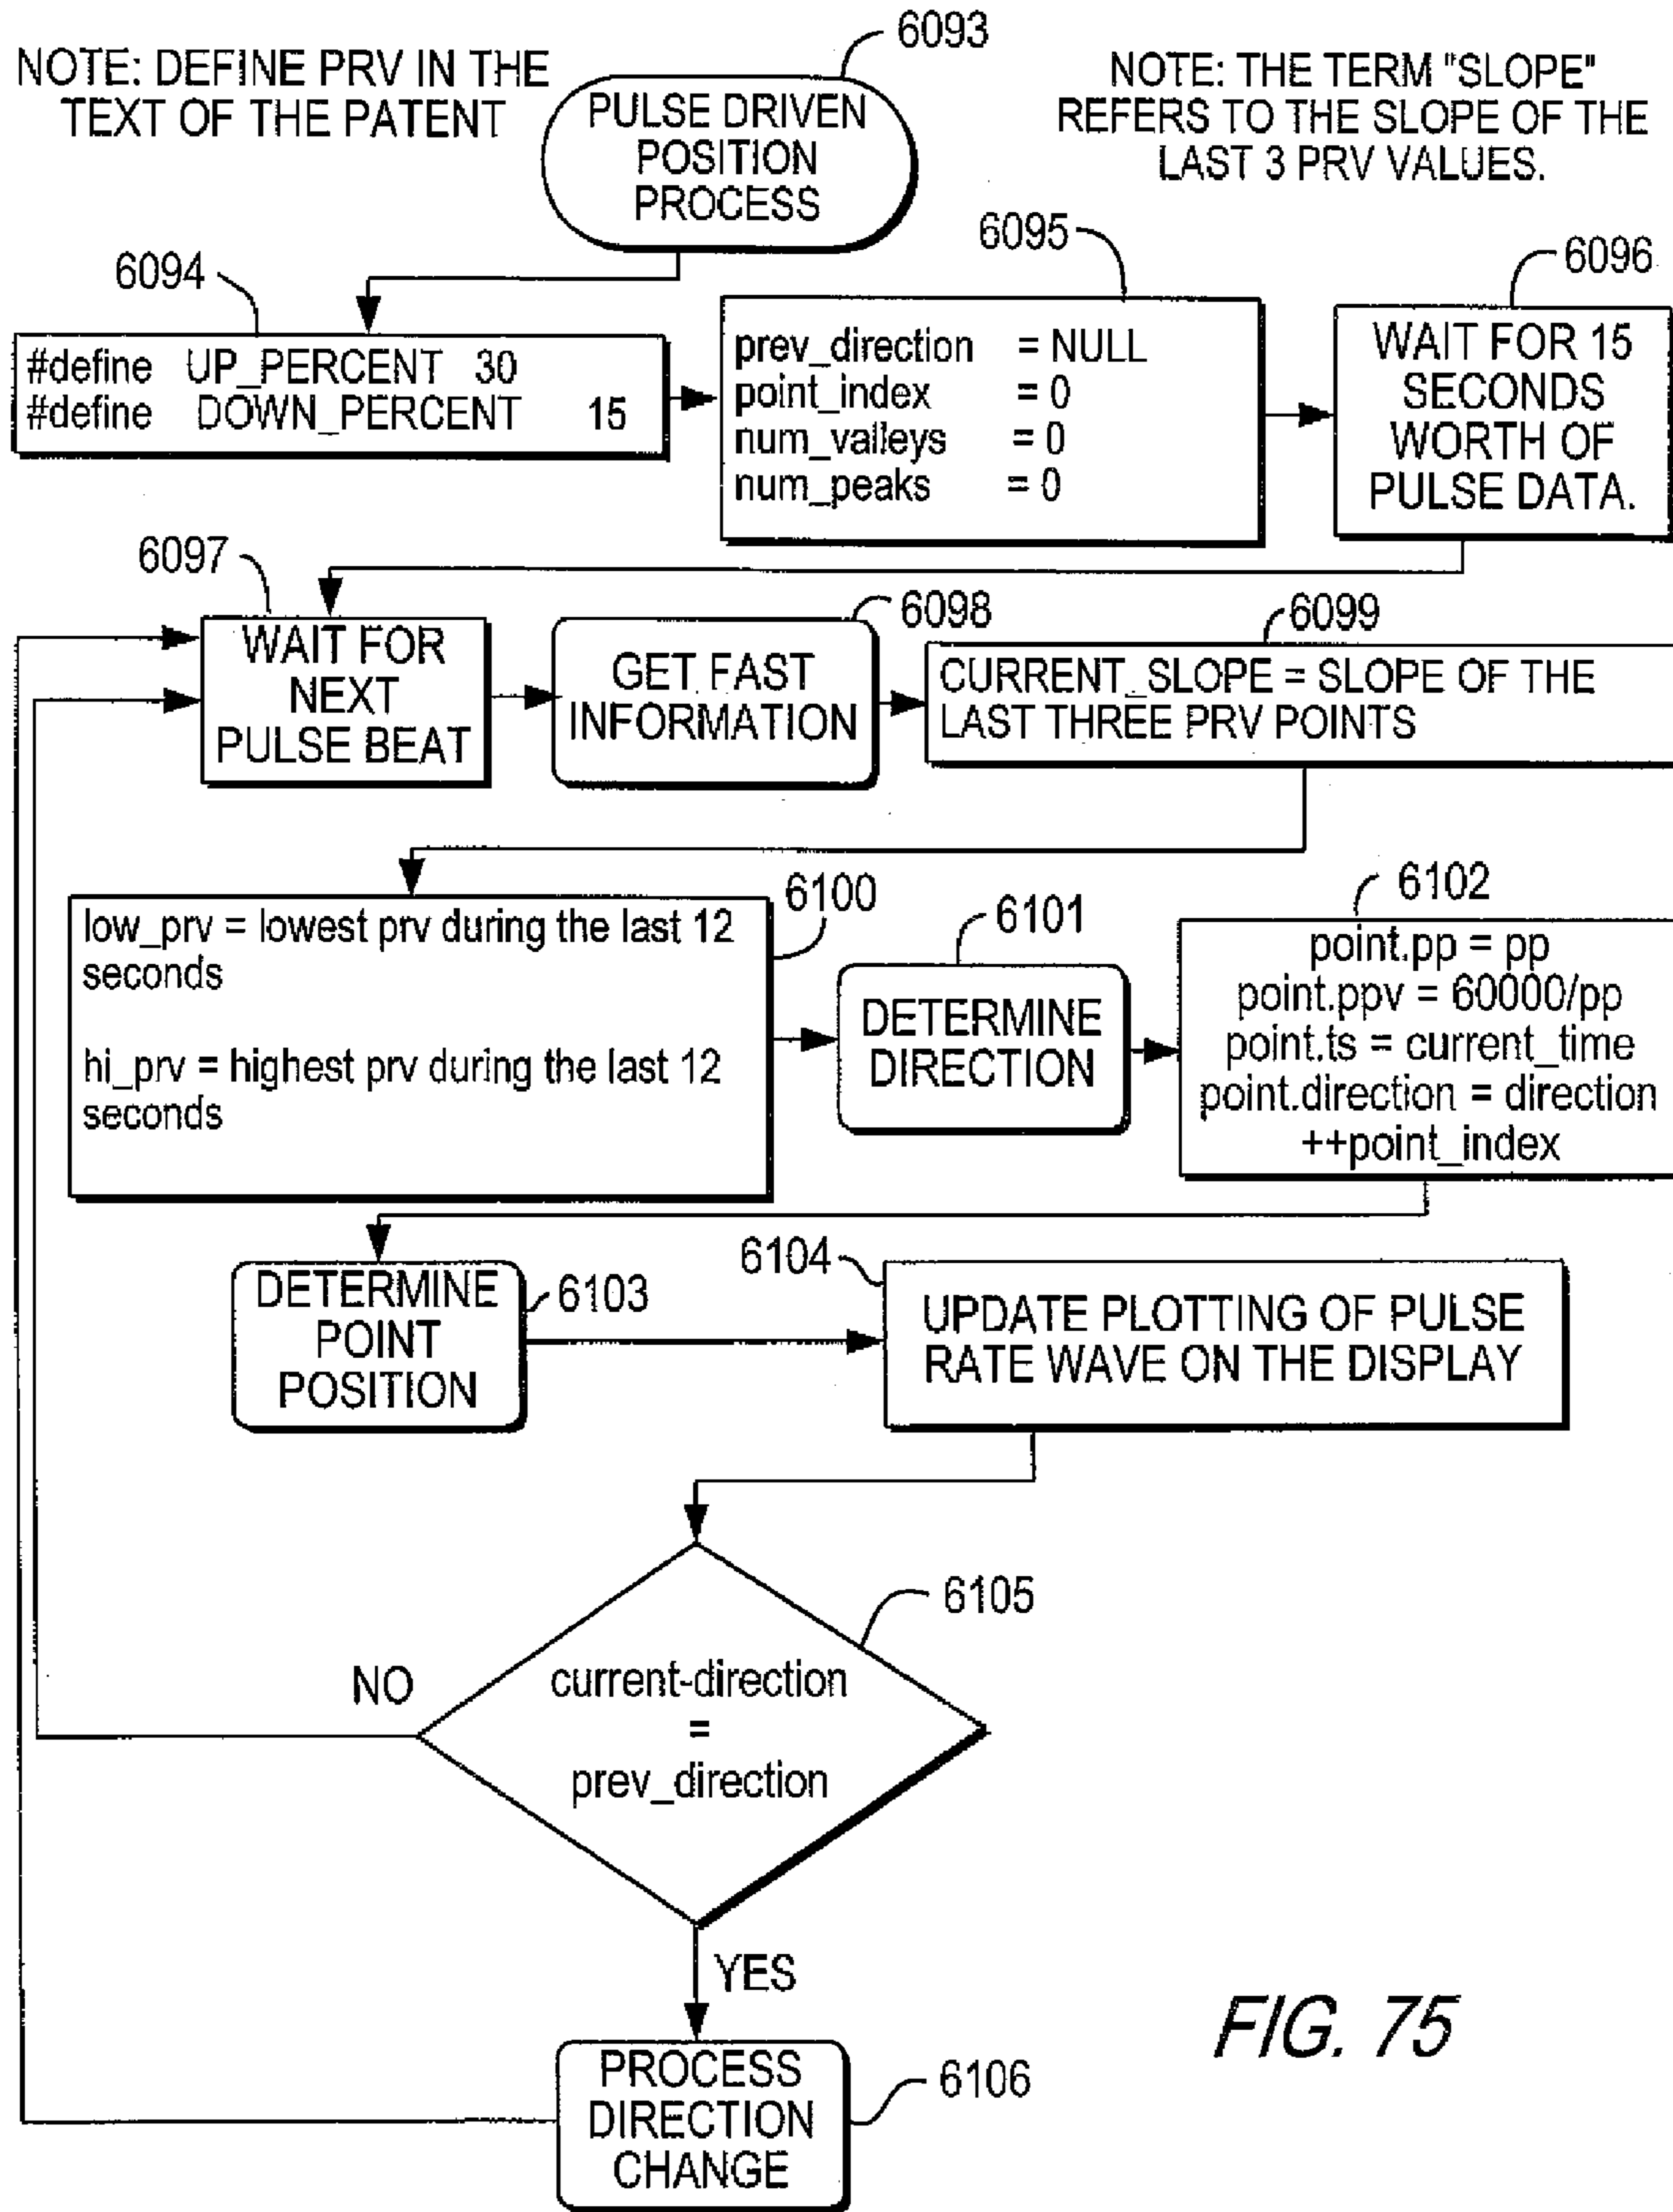 6093
NOTE: DEFINE PRV IN THE
TEXT OF THE PATENT
PULSE DRIVEN
POSITION
PROCESS
NOTE: THE TERM "SLOPE"
REFERS TO THE SLOPE OF THE
LAST 3 PRV VALUES.
6094
#define UP_PERCENT 30
#define DOWN_PERCENT 15
6095
prev_direction = NULL
point_index = 0
num_valleys = 0
num_peaks = 0
6096
WAIT FOR 15
SECONDS
WORTH OF
PULSE DATA.
6097
WAIT FOR
NEXT
PULSE BEAT
6098
GET FAST
INFORMATION
6099
CURRENT_SLOPE = SLOPE OF THE
LAST THREE PRV POINTS
6100
low_prv = lowest prv during the last 12
seconds
hi_prv = highest prv during the last 12
seconds
6101
DETERMINE
DIRECTION
6102
point.pp = pp
point.ppv = 60000/pp
point.ts = current_time
point.direction = direction
++point_index
DETERMINE
POINT
POSITION
6103
6104
UPDATE PLOTTING OF PULSE
RATE WAVE ON THE DISPLAY
6105
current-direction
=
prev_direction
NO
YES
PROCESS
DIRECTION
CHANGE
6106
FIG. 75